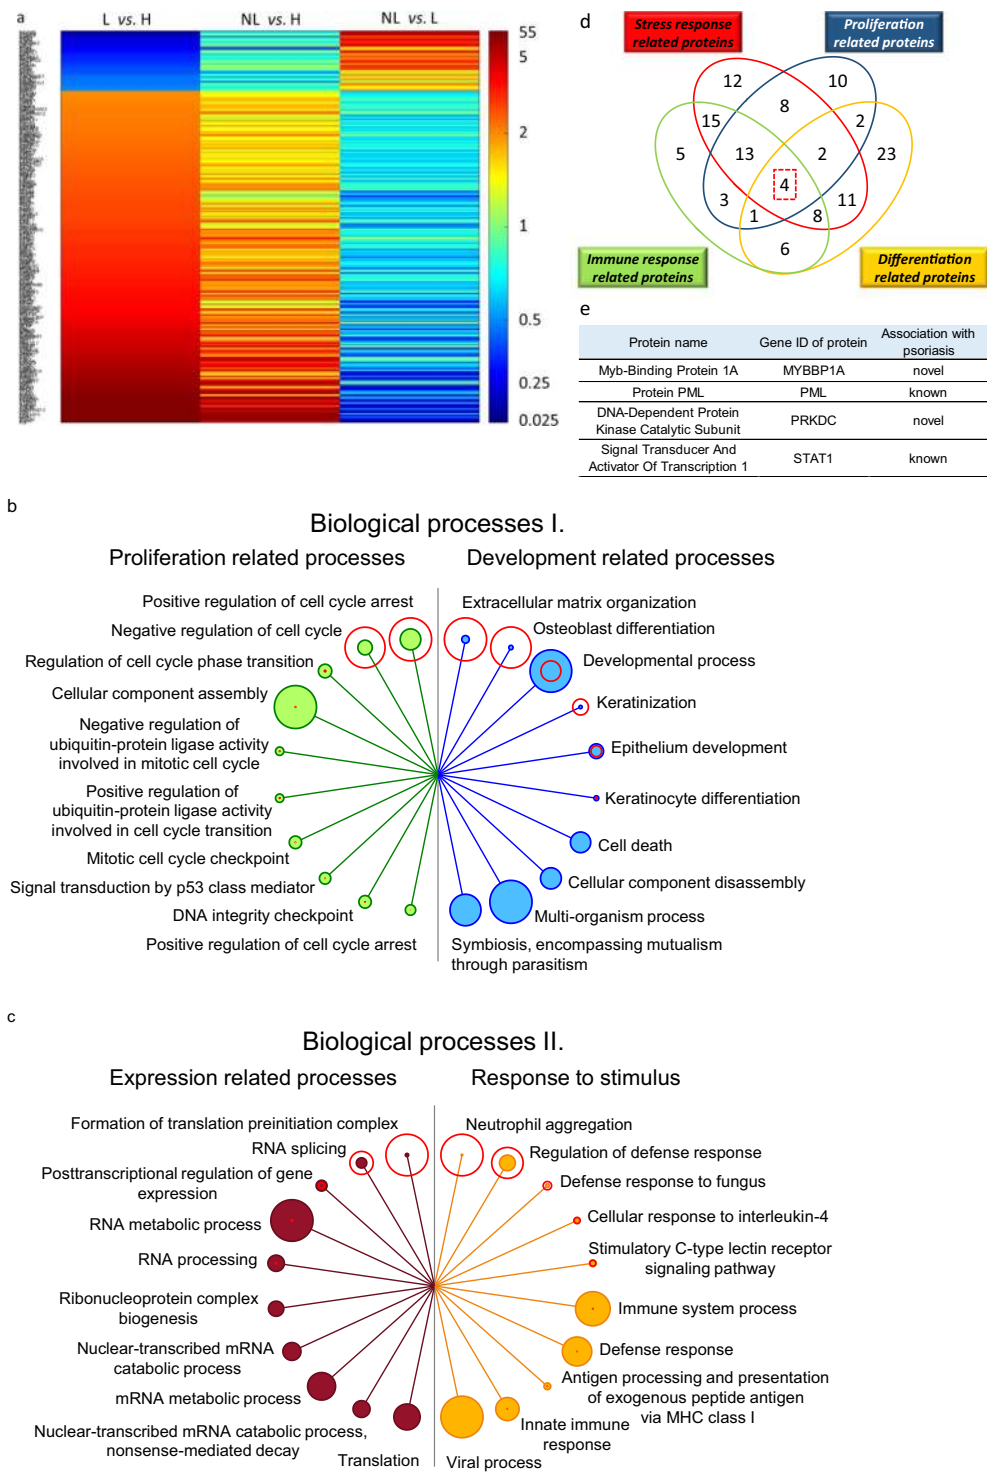 a
L vs. H
NL vs. H
NL vs. L
55
5
2
1
0.5
0.25
0.025
d
Stress response
related proteins
Proliferation
related proteins
12
10
8
15
2
5
13
2
23
4
3
11
1
8
6
Immune response
related proteins
Differentiation
related proteins
e
Protein name
Gene ID of protein
Association with
psoriasis
Myb-Binding Protein 1A
MYBBP1A
novel
Protein PML
PML
known
DNA-Dependent Protein
Kinase Catalytic Subunit
PRKDC
novel
Signal Transducer And
Activator Of Transcription 1
STAT1
known
b
Biological processes I.
Proliferation related processes
Development related processes
Positive regulation of cell cycle arrest
Negative regulation of cell cycle
Regulation of cell cycle phase transition
Cellular component assembly
Negative regulation of
ubiquitin-protein ligase activity
involved in mitotic cell cycle
Positive regulation of
ubiquitin-protein ligase activity
involved in cell cycle transition
Mitotic cell cycle checkpoint
Signal transduction by p53 class mediator
DNA integrity checkpoint
Positive regulation of cell cycle arrest
Extracellular matrix organization
Osteoblast differentiation
Developmental process
Keratinization
Epithelium development
Keratinocyte differentiation
Cell death
Cellular component disassembly
Multi-organism process
Symbiosis, encompassing mutualism
through parasitism
c
Biological processes II.
Expression related processes
Response to stimulus
Formation of translation preinitiation complex
RNA splicing
Posttranscriptional regulation of gene
expression
RNA metabolic process
RNA processing
Ribonucleoprotein complex
biogenesis
Nuclear-transcribed mRNA
catabolic process
mRNA metabolic process
Nuclear-transcribed mRNA catabolic process,
nonsense-mediated decay
Translation
Neutrophil aggregation
Regulation of defense response
Defense response to fungus
Cellular response to interleukin-4
Stimulatory C-type lectin receptor
signaling pathway
Immune system process
Defense response
Antigen processing and presentation
of exogenous peptide antigen
via MHC class I
Innate immune
response
Viral process